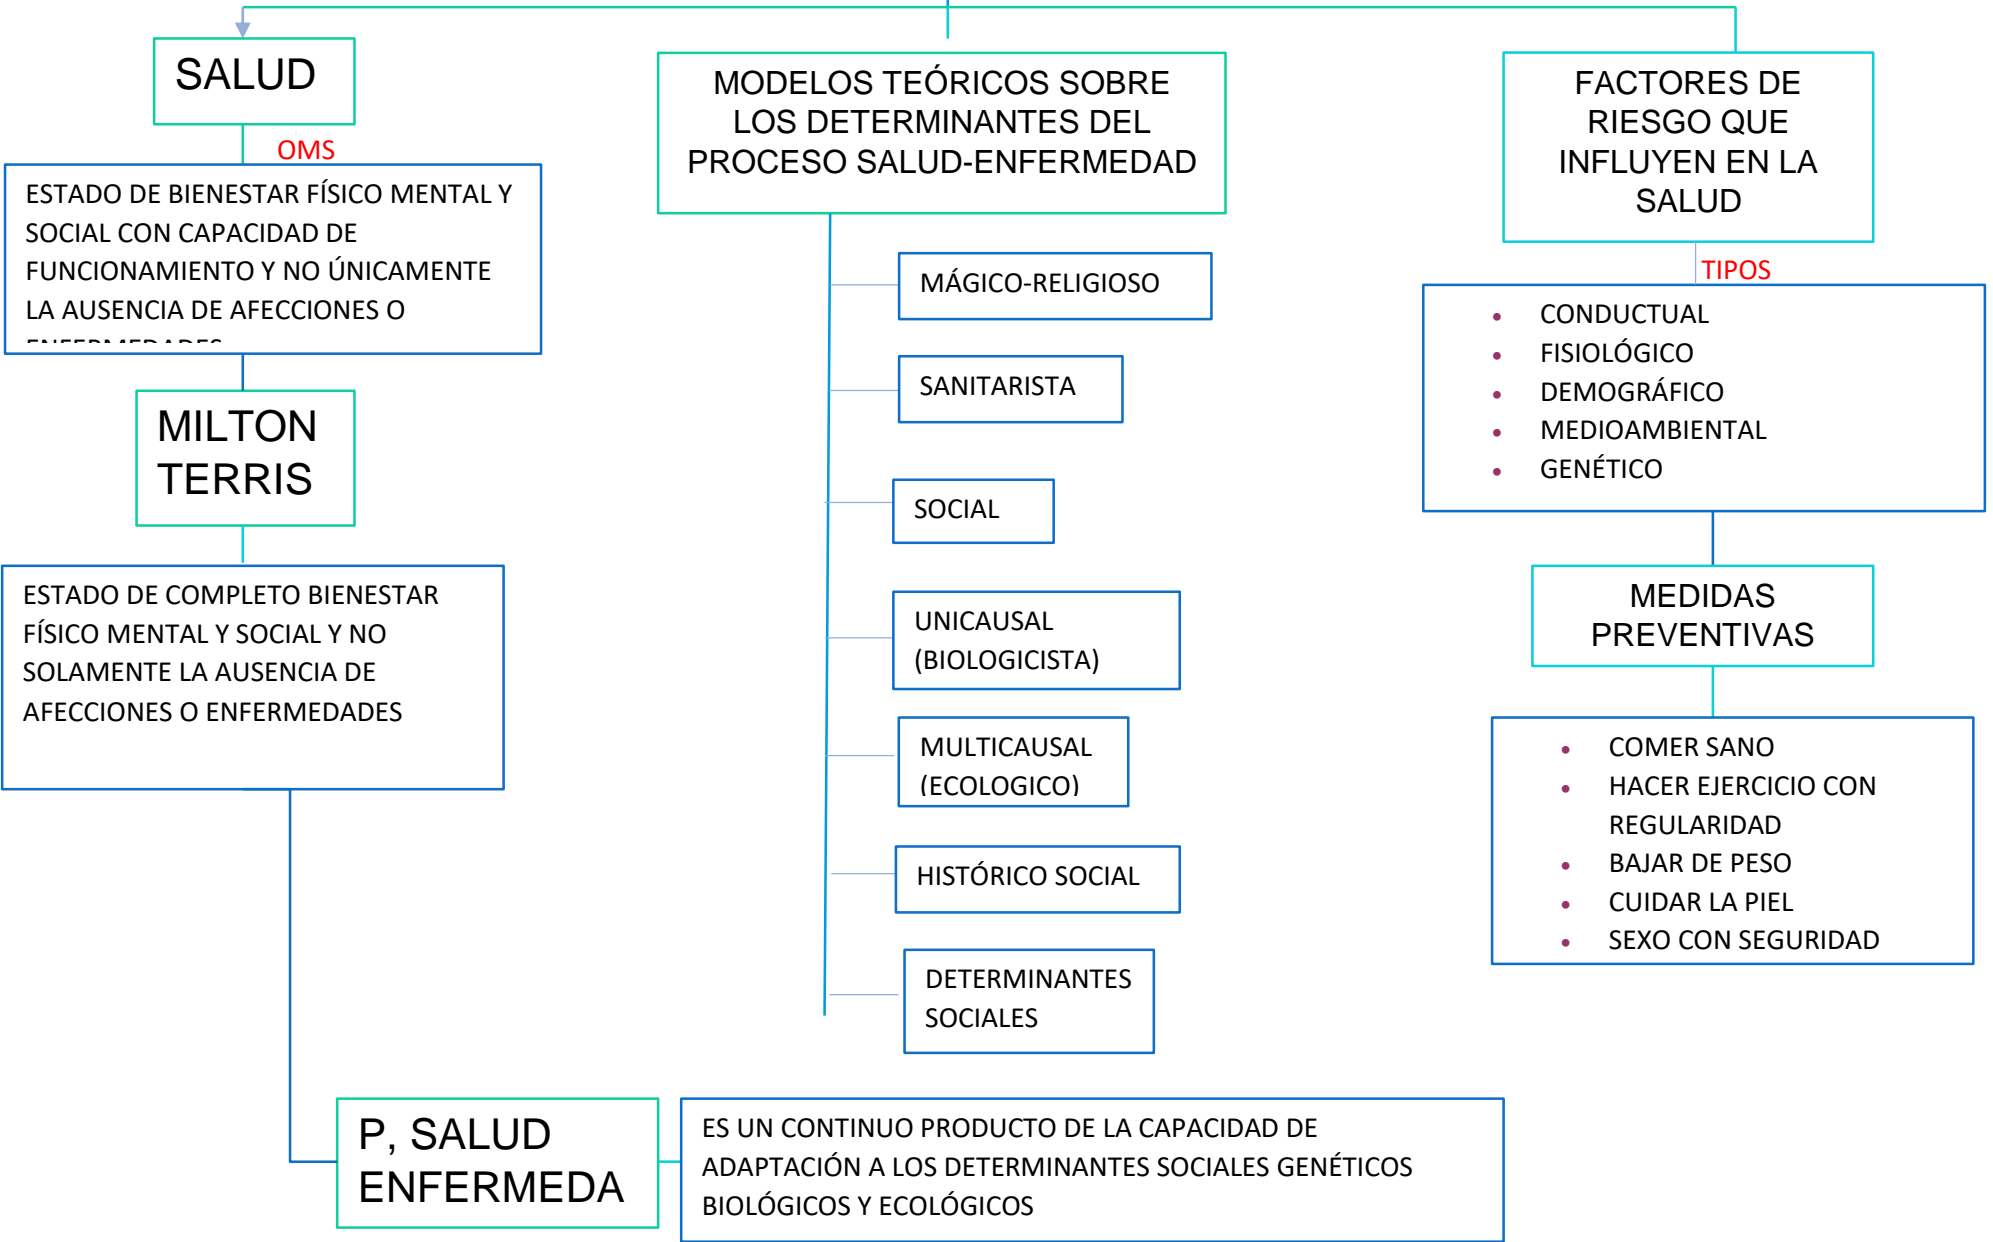 SALUD
OMS
ESTADO DE BIENESTAR FÍSICO MENTAL Y
SOCIAL CON CAPACIDAD DE
FUNCIONAMIENTO Y NO ÚNICAMENTE
LA AUSENCIA DE AFECCIONES O
ENFERMEDADES
MILTON
TERRIS
ESTADO DE COMPLETO BIENESTAR
FÍSICO MENTAL Y SOCIAL Y NO
SOLAMENTE LA AUSENCIA DE
AFECCIONES O ENFERMEDADES
P, SALUD
ENFERMEDA
ES UN CONTINUO PRODUCTO DE LA CAPACIDAD DE
ADAPTACIÓN A LOS DETERMINANTES SOCIALES GENÉTICOS
BIOLÓGICOS Y ECOLÓGICOS
MODELOS TEÓRICOS SOBRE
LOS DETERMINANTES DEL
PROCESO SALUD-ENFERMEDAD
MÁGICO-RELIGIOSO
SANITARISTA
SOCIAL
UNICAUSAL
(BIOLOGICISTA)
MULTICAUSAL
(ECOLOGICO)
HISTÓRICO SOCIAL
DETERMINANTES
SOCIALES
FACTORES DE
RIESGO QUE
INFLUYEN EN LA
SALUD
TIPOS
• CONDUCTUAL
• FISIOLÓGICO
• DEMOGRÁFICO
• MEDIOAMBIENTAL
• GENÉTICO
MEDIDAS
PREVENTIVAS
• COMER SANO
• HACER EJERCICIO CON
REGULARIDAD
• BAJAR DE PESO
• CUIDAR LA PIEL
• SEXO CON SEGURIDAD